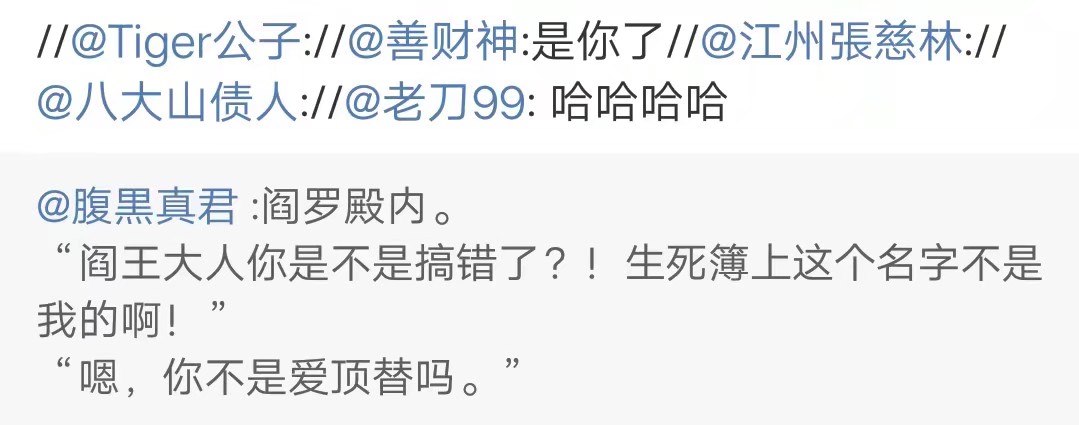 //@Tiger公子://@善财神:是你了//@江州張慈林://
@八大山债人://@老刀99: 哈哈哈哈
@腹黒真君 :阎罗殿内。
“阎王大人你是不是搞错了？！生死簿上这个名字不是
我的啊！”
“嗯，你不是爱顶替吗。”